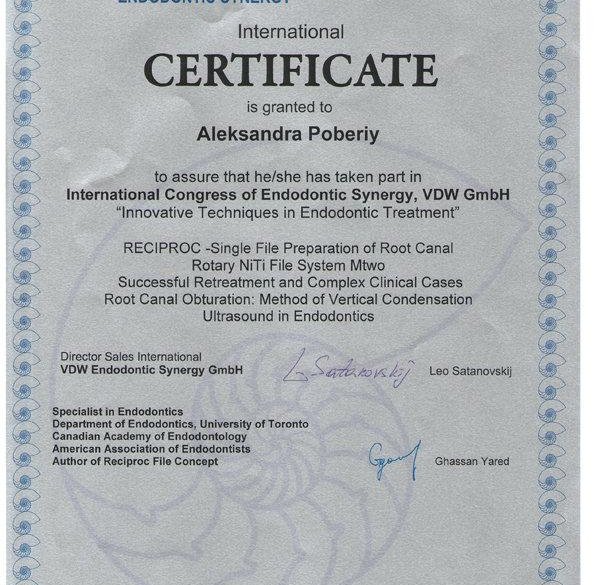 ENDODONTIC SYNERGY
International
CERTIFICATE
is granted to
Aleksandra Poberiy
to assure that he/she has taken part in
International Congress of Endodontic Synergy, VDW GmbH
“Innovative Techniques in Endodontic Treatment”
RECIPROC -Single File Preparation of Root Canal
Rotary NiTi File System Mtwo
Successful Retreatment and Complex Clinical Cases
Root Canal Obturation: Method of Vertical Condensation
Ultrasound in Endodontics
Director Sales International
VDW Endodontic Synergy GmbH
L Satanovskij
Leo Satanovskij
Specialist in Endodontics
Department of Endodontics, University of Toronto
Canadian Academy of Endodontology
American Association of Endodontists
Author of Reciproc File Concept
Ghassan Yared